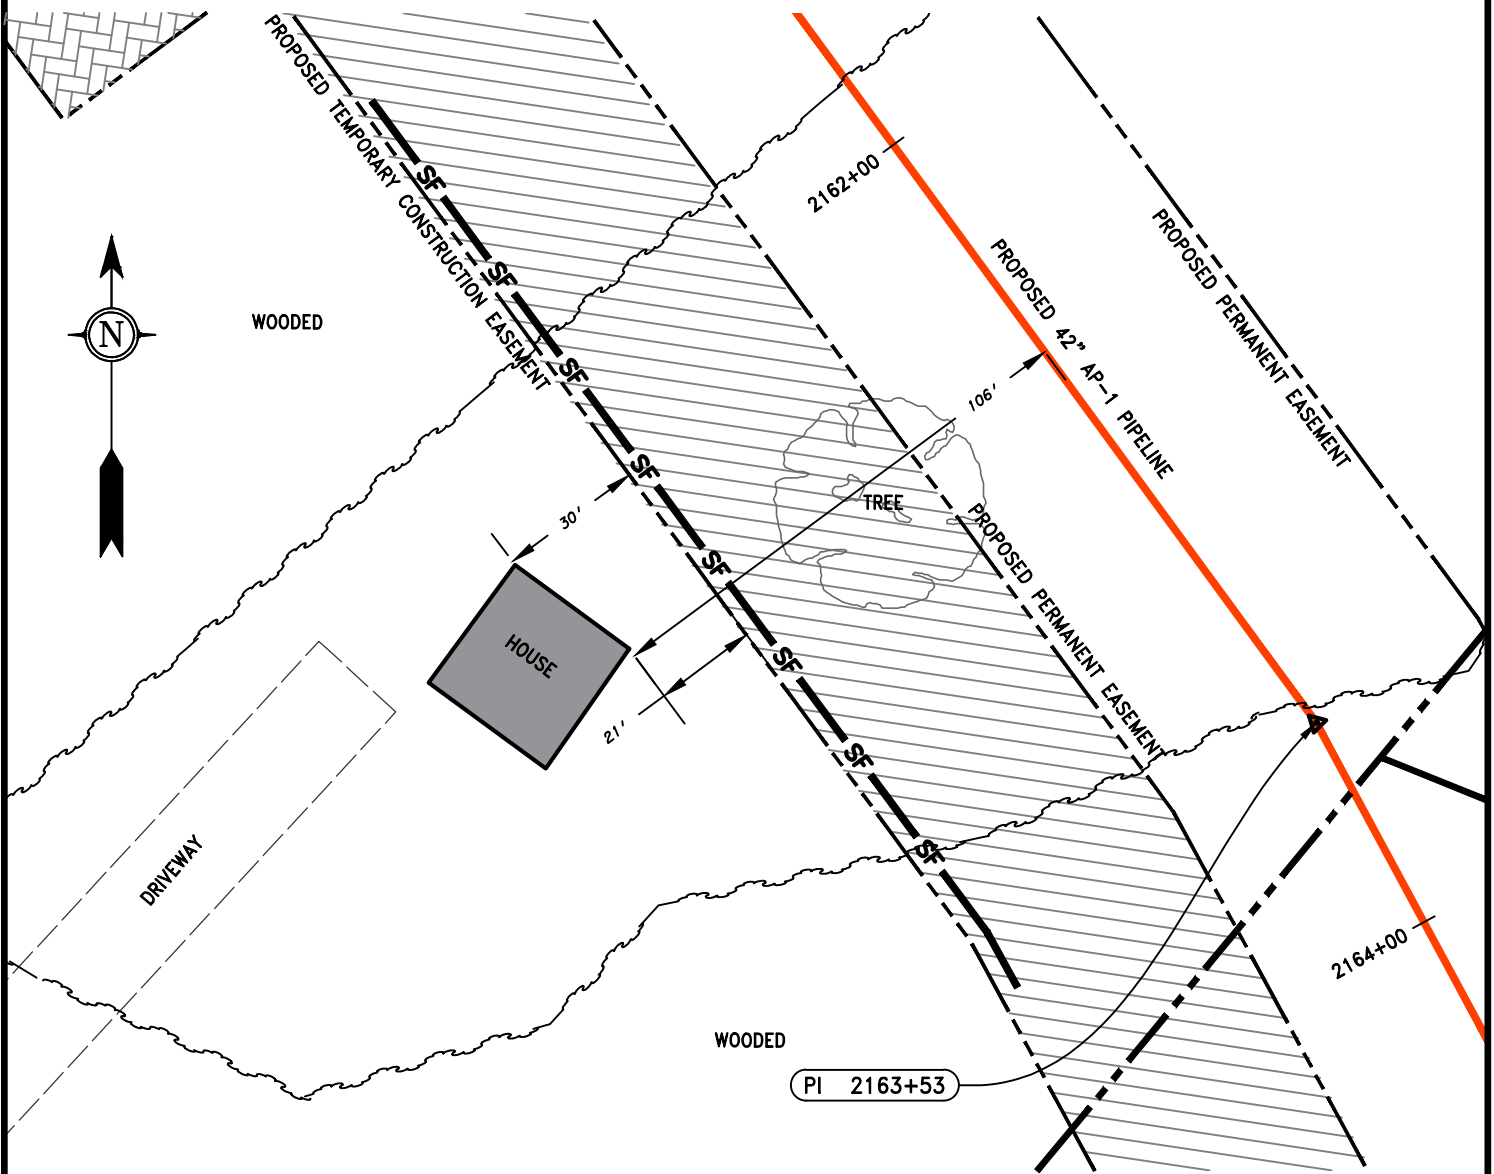 PROPOSED TEMPORARY CONSTRUCTION EASEMENT
2162+00
PROPOSED PERMANENT EASEMENT
PROPOSED 42" AP-1 PIPELINE
SF
SF
SF
SF
SF
SF
SF
SF
N
WOODED
106'
TREE
30'
PROPOSED PERMANENT EASEMENT
HOUSE
21'
DRIVEWAY
2164+00
WOODED
PI 2163+53